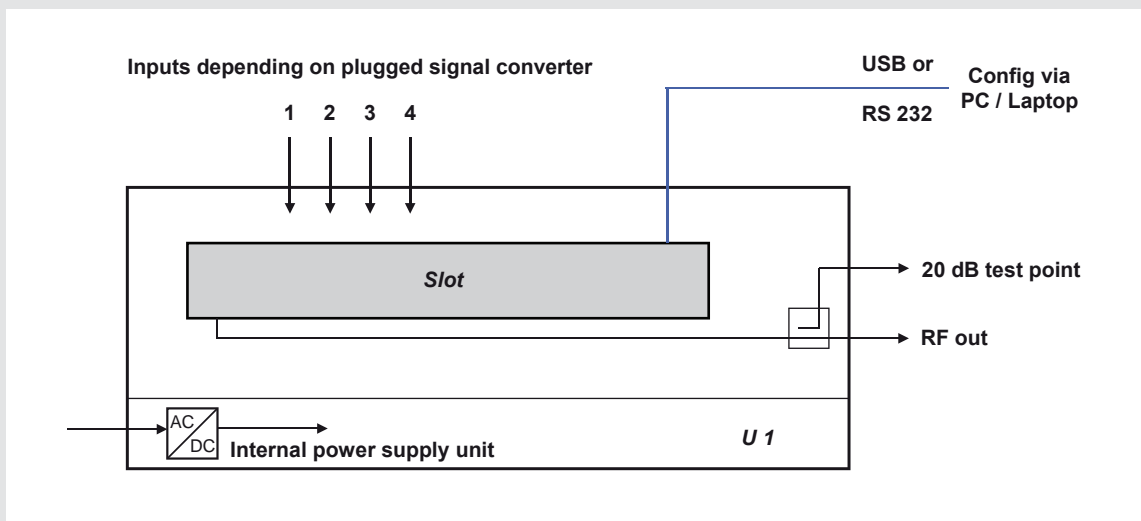 Inputs depending on plugged signal converter
1 2 3 4
USB or
RS 232
Config via
PC / Laptop
Slot
20 dB test point
RF out
AC
DC
Internal power supply unit
U 1